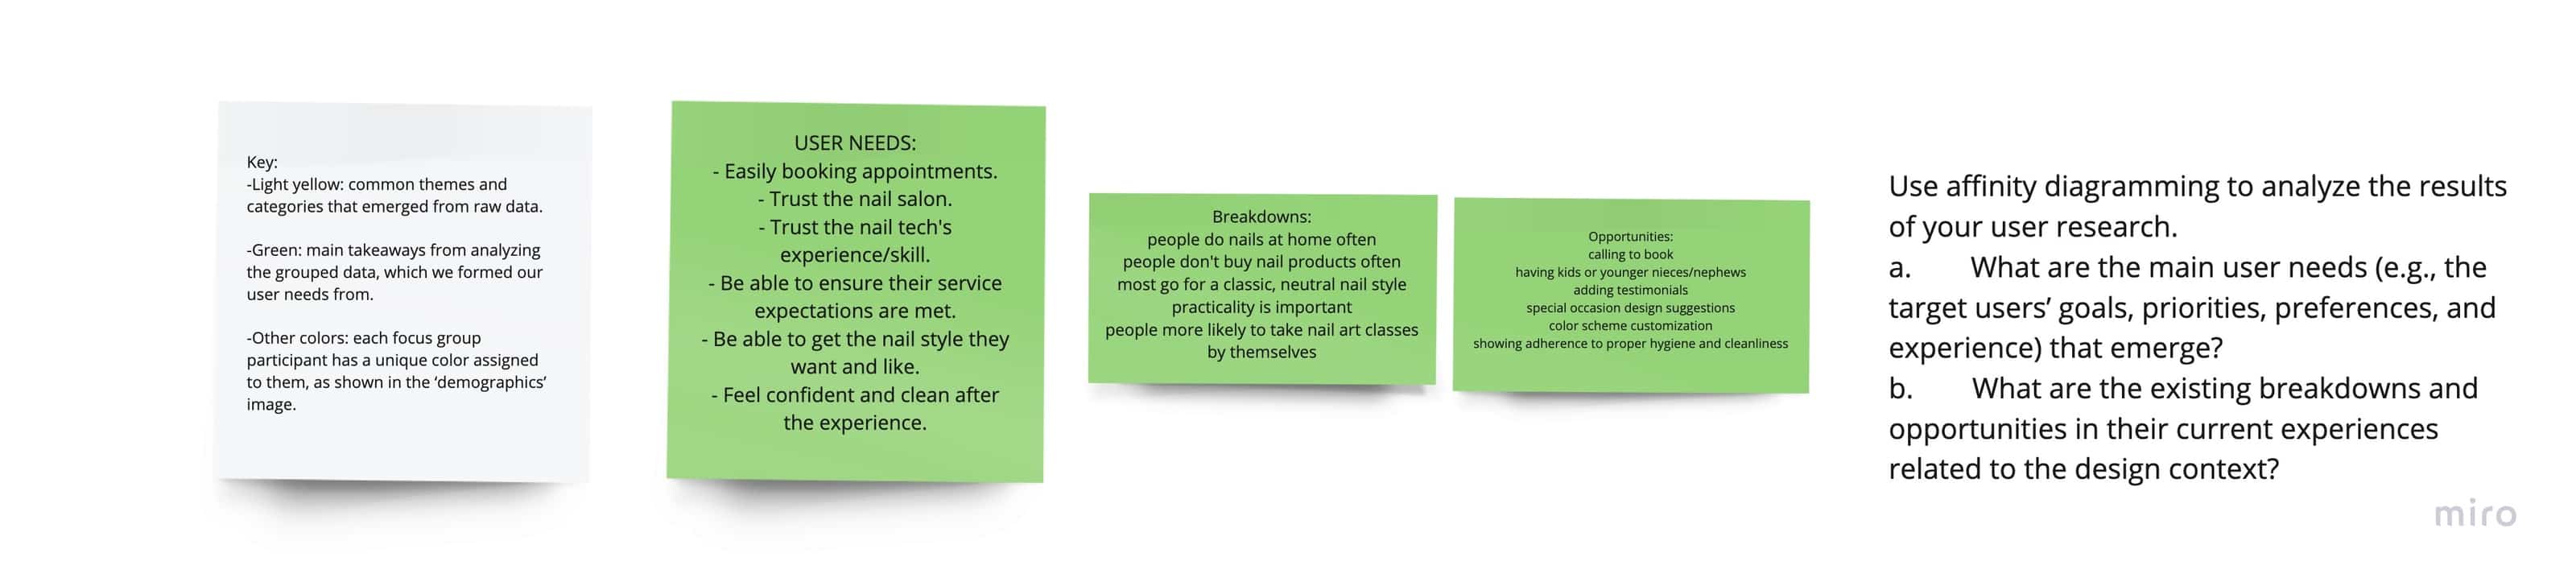 Key:
-Light yellow: common themes and
categories that emerged from raw data.
-Green: main takeaways from analyzing
the grouped data, which we formed our
user needs from.
-Other colors: each focus group
participant has a unique color assigned
to them, as shown in the ‘demographics’
image.
USER NEEDS:
- Easily booking appointments.
- Trust the nail salon.
- Trust the nail tech's
experience/skill.
- Be able to ensure their service
expectations are met.
- Be able to get the nail style they
want and like.
- Feel confident and clean after
the experience.
Breakdowns:
people do nails at home often
people don't buy nail products often
most go for a classic, neutral nail style
practicality is important
people more likely to take nail art classes
by themselves
Opportunities:
calling to book
having kids or younger nieces/nephews
adding testimonials
special occasion design suggestions
color scheme customization
showing adherence to proper hygiene and cleanliness
Use affinity diagramming to analyze the results
of your user research.
a. What are the main user needs (e.g., the
target users’ goals, priorities, preferences, and
experience) that emerge?
b. What are the existing breakdowns and
opportunities in their current experiences
related to the design context?
miro